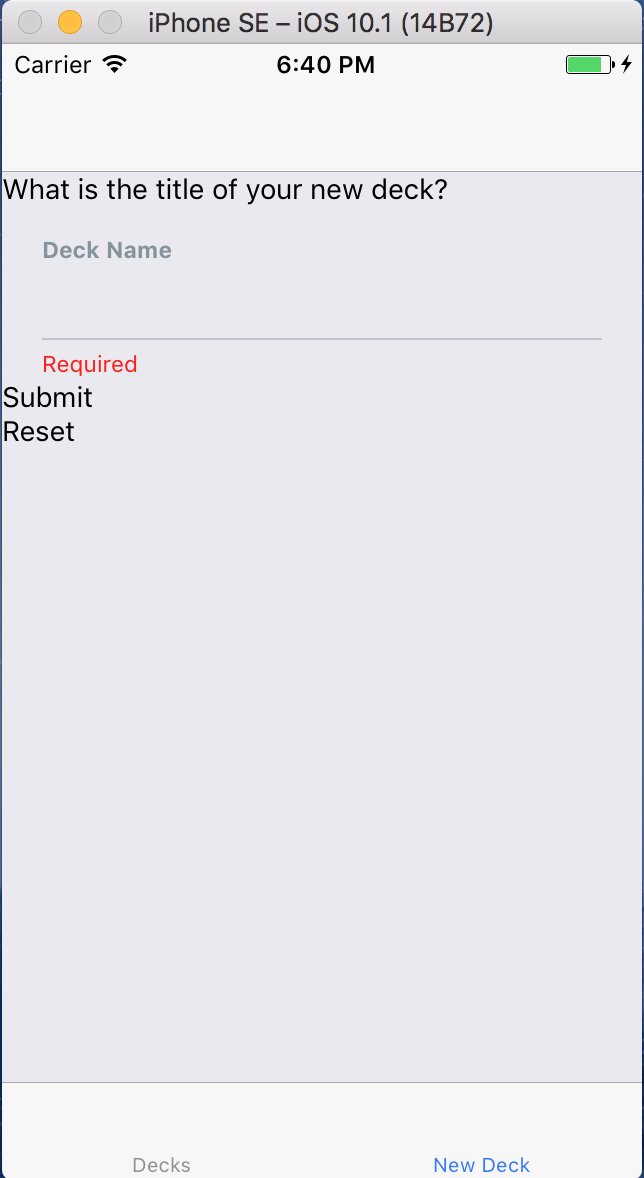 iPhone SE – iOS 10.1 (14B72)
Carrier 6:40 PM
What is the title of your new deck?
Deck Name
Required
Submit
Reset
Decks New Deck